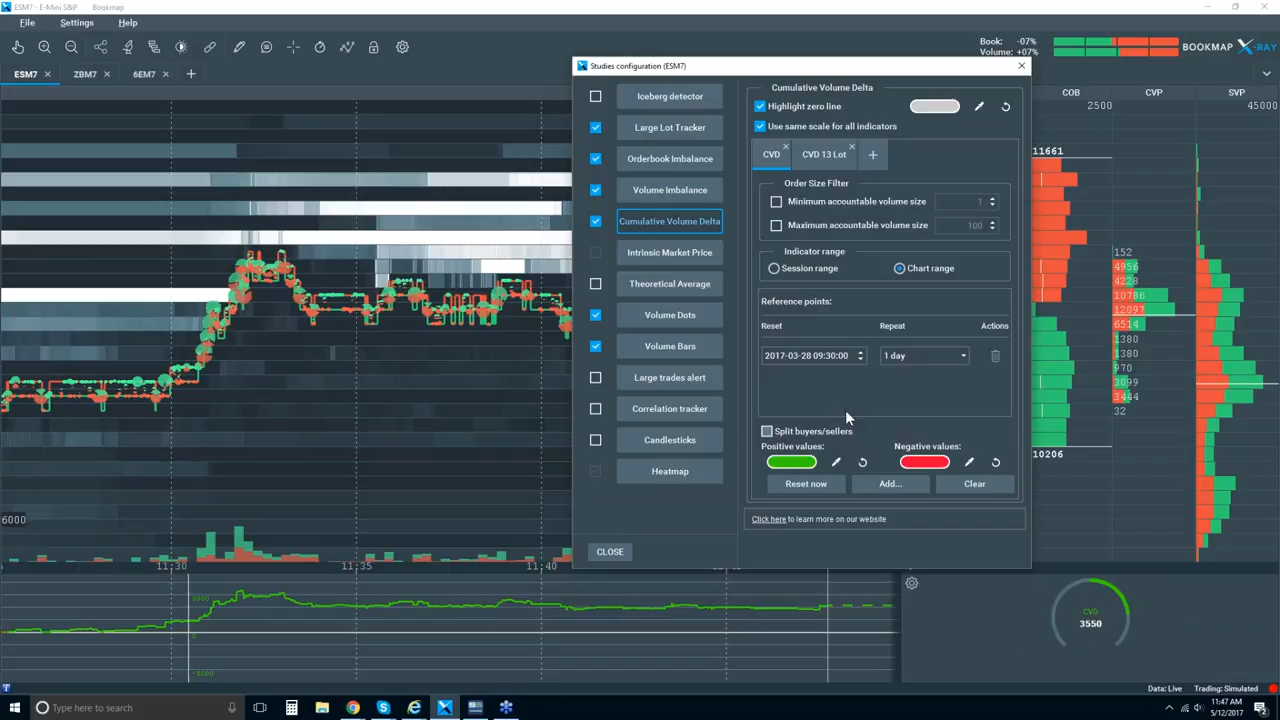 ESM7 - E-Mini S&P
Bookmap
File
Settings
Help
Book: -07%
Volume: +07%
BOOKMAP X-RAY
ESM7
ZBM7
6EM7
Studies configuration (ESM7)
Iceberg detector
Large Lot Tracker
Orderbook Imbalance
Volume Imbalance
Cumulative Volume Delta
Intrinsic Market Price
Theoretical Average
Volume Dots
Volume Bars
Large trades alert
Correlation tracker
Candlesticks
Heatmap
CLOSE
Cumulative Volume Delta
Highlight zero line
Use same scale for all indicators
CVD
CVD 13 Lot
Order Size Filter
Minimum accountable volume size
1
Maximum accountable volume size
100
Indicator range
Session range
Chart range
Reference points:
Reset
Repeat
Actions
2017-03-28 09:30:00
1 day
Split buyers/sellers
Positive values:
Negative values:
Reset now
Add...
Clear
Click here to learn more on our website
COB
CVP
SVP
2500
45000
11661
152
4956
4228
10786
12097
6514
1380
1380
970
3099
3444
32
10206
6000
11:30
11:35
11:40
0
-5000
CVD
3550
Data: Live
Trading: Simulated
Type here to search
11:47 AM
5/12/2017
2